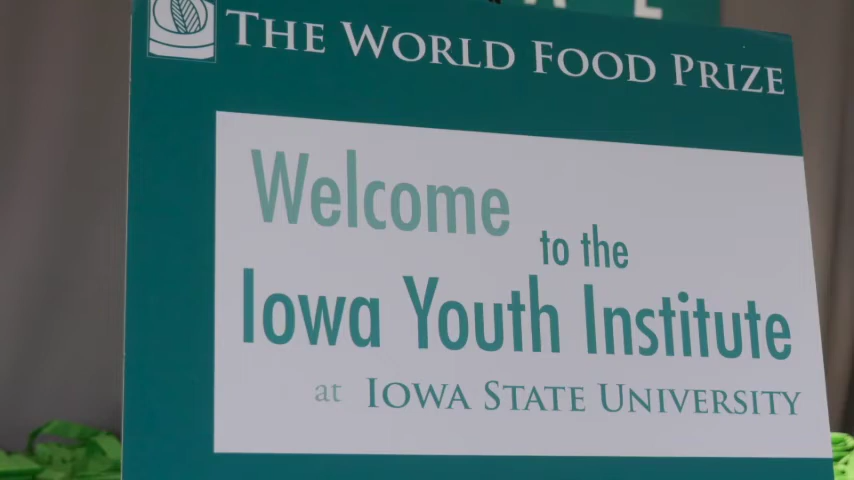 THE WORLD FOOD PRIZE
Welcome
to the
Iowa Youth Institute
at IOWA STATE UNIVERSITY